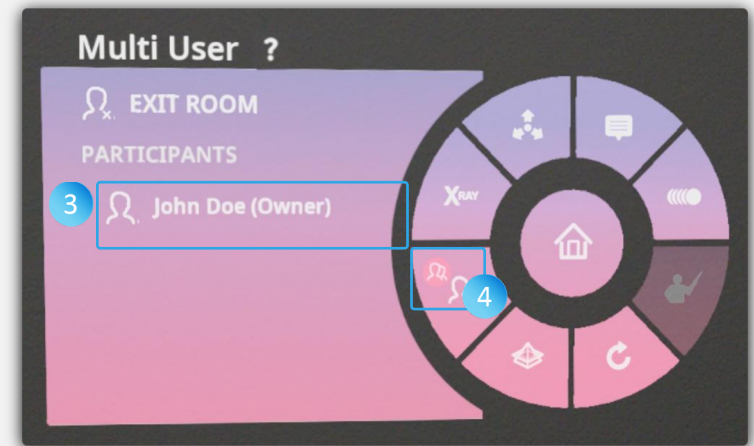 Multi User ?
EXIT ROOM
PARTICIPANTS
3
John Doe (Owner)
XRAY
4